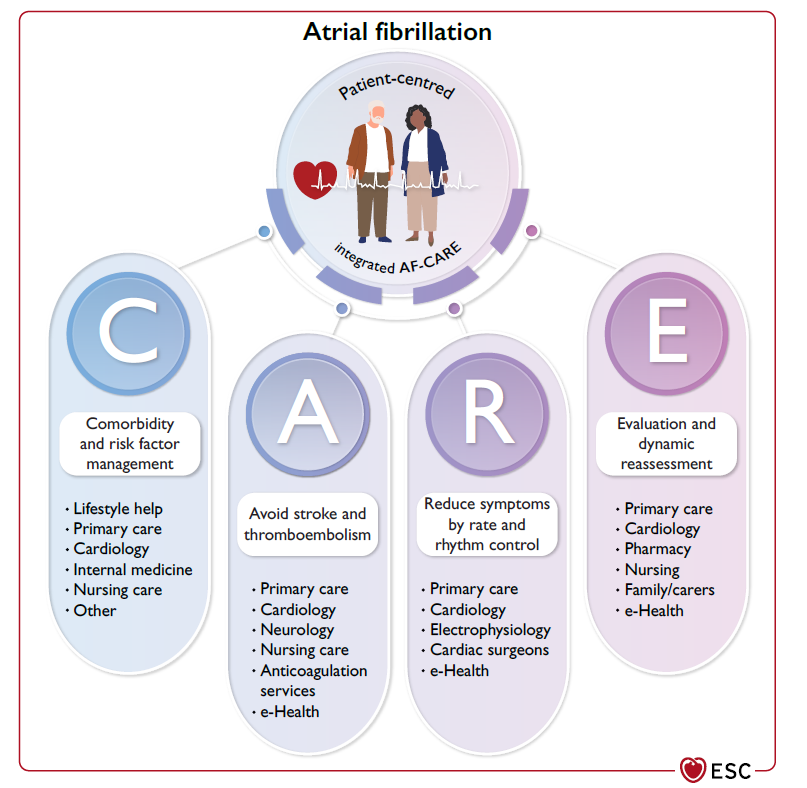 Atrial fibrillation
Patient-centred
integrated AF-CARE
C
Comorbidity
and risk factor
management
· Lifestyle help
· Primary care
· Cardiology
· Internal medicine
· Nursing care
· Other
A
Avoid stroke and
thromboembolism
· Primary care
· Cardiology
· Neurology
· Nursing care
· Anticoagulation
services
· e-Health
R
Reduce symptoms
by rate and
rhythm control
· Primary care
· Cardiology
· Electrophysiology
· Cardiac surgeons
· e-Health
E
Evaluation and
dynamic
reassessment
· Primary care
· Cardiology
· Pharmacy
· Nursing
· Family/carers
· e-Health
ESC